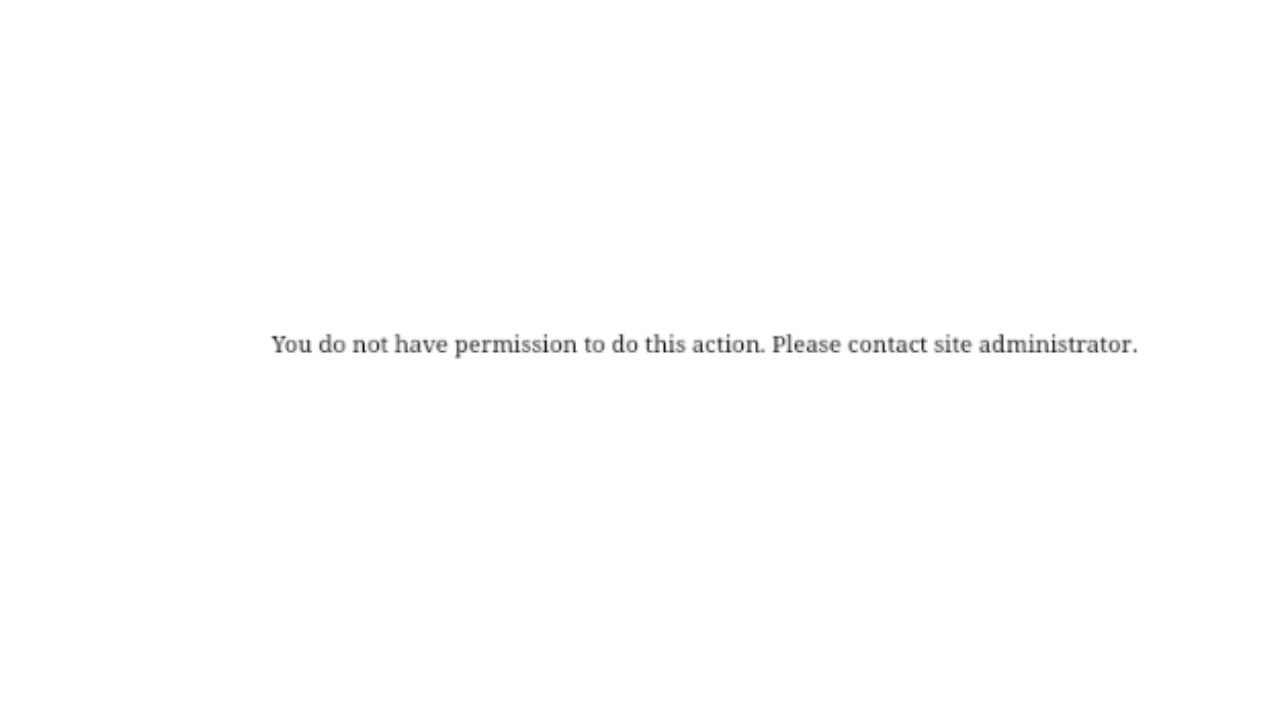 You do not have permission to do this action. Please contact site administrator.